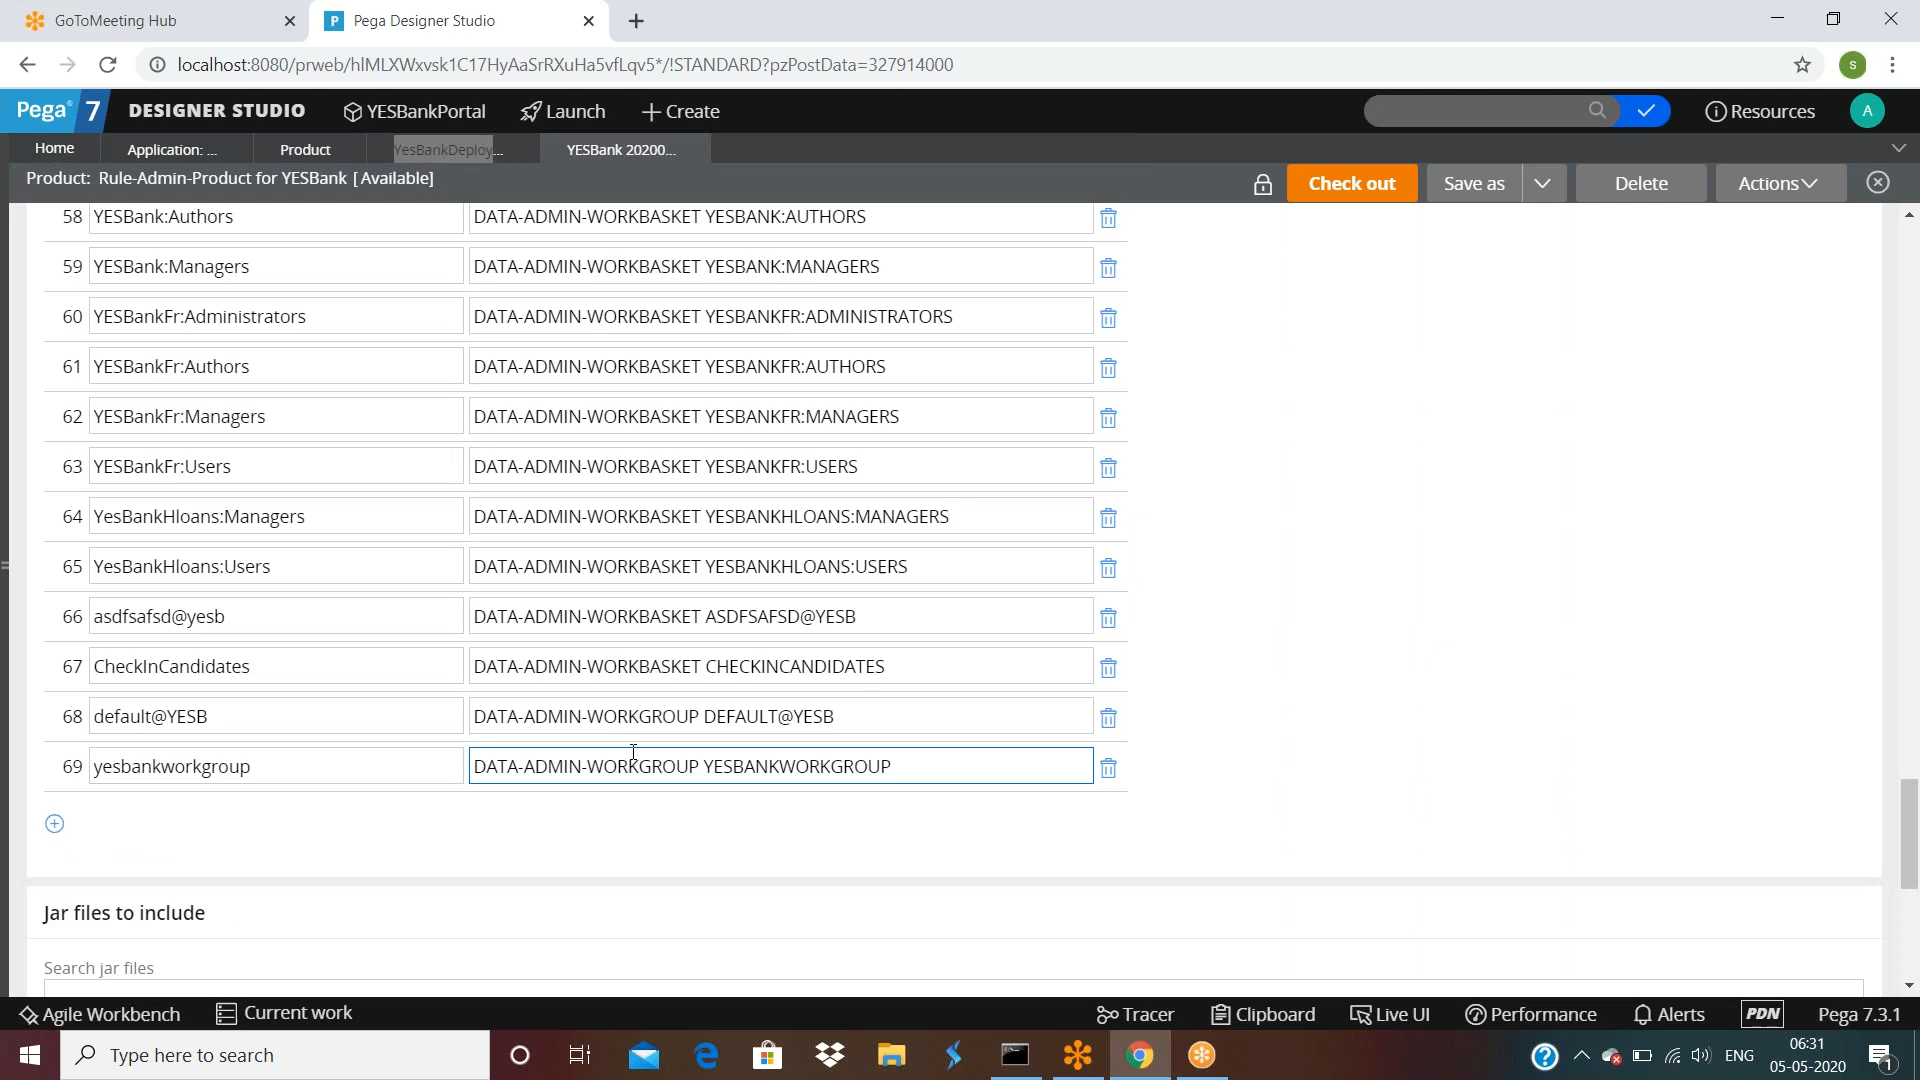 GoToMeeting Hub
Pega Designer Studio
localhost:8080/prweb/hIMLXWxvsk1C17HyAaSrRXuHa5vfLqv5*/!STANDARD?pzPostData=327914000
s
Pega 7 DESIGNER STUDIO YESBankPortal Launch Create Resources A
Home Application: ... Product YesBankDeploy... YESBank 20200...
Product: Rule-Admin-Product for YESBank [Available] Check out Save as Delete Actions
58 YESBank:Authors DATA-ADMIN-WORKBASKET YESBANK:AUTHORS
59 YESBank:Managers DATA-ADMIN-WORKBASKET YESBANK:MANAGERS
60 YESBankFr:Administrators DATA-ADMIN-WORKBASKET YESBANKFR:ADMINISTRATORS
61 YESBankFr:Authors DATA-ADMIN-WORKBASKET YESBANKFR:AUTHORS
62 YESBankFr:Managers DATA-ADMIN-WORKBASKET YESBANKFR:MANAGERS
63 YESBankFr:Users DATA-ADMIN-WORKBASKET YESBANKFR:USERS
64 YesBankHloans:Managers DATA-ADMIN-WORKBASKET YESBANKHLOANS:MANAGERS
65 YesBankHloans:Users DATA-ADMIN-WORKBASKET YESBANKHLOANS:USERS
66 asdfsafsd@yesb DATA-ADMIN-WORKBASKET ASDFSAFSD@YESB
67 CheckInCandidates DATA-ADMIN-WORKBASKET CHECKINCANDIDATES
68 default@YESB DATA-ADMIN-WORKGROUP DEFAULT@YESB
69 yesbankworkgroup DATA-ADMIN-WORKGROUP YESBANKWORKGROUP
Jar files to include
Search jar files
Agile Workbench Current work Tracer Clipboard Live UI Performance Alerts PDN Pega 7.3.1
Type here to search
ENG
06:31
05-05-2020
1